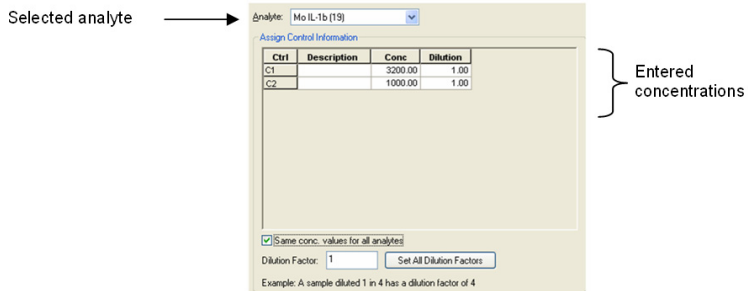 Selected analyte
Analyte: Mo IL-1b (19)
Assign Control Information
Ctrl Description Conc Dilution
C1 3200.00 1.00
C2 1000.00 1.00
Entered
concentrations
Same conc. values for all analytes
Dilution Factor: 1 Set All Dilution Factors
Example: A sample diluted 1 in 4 has a dilution factor of 4